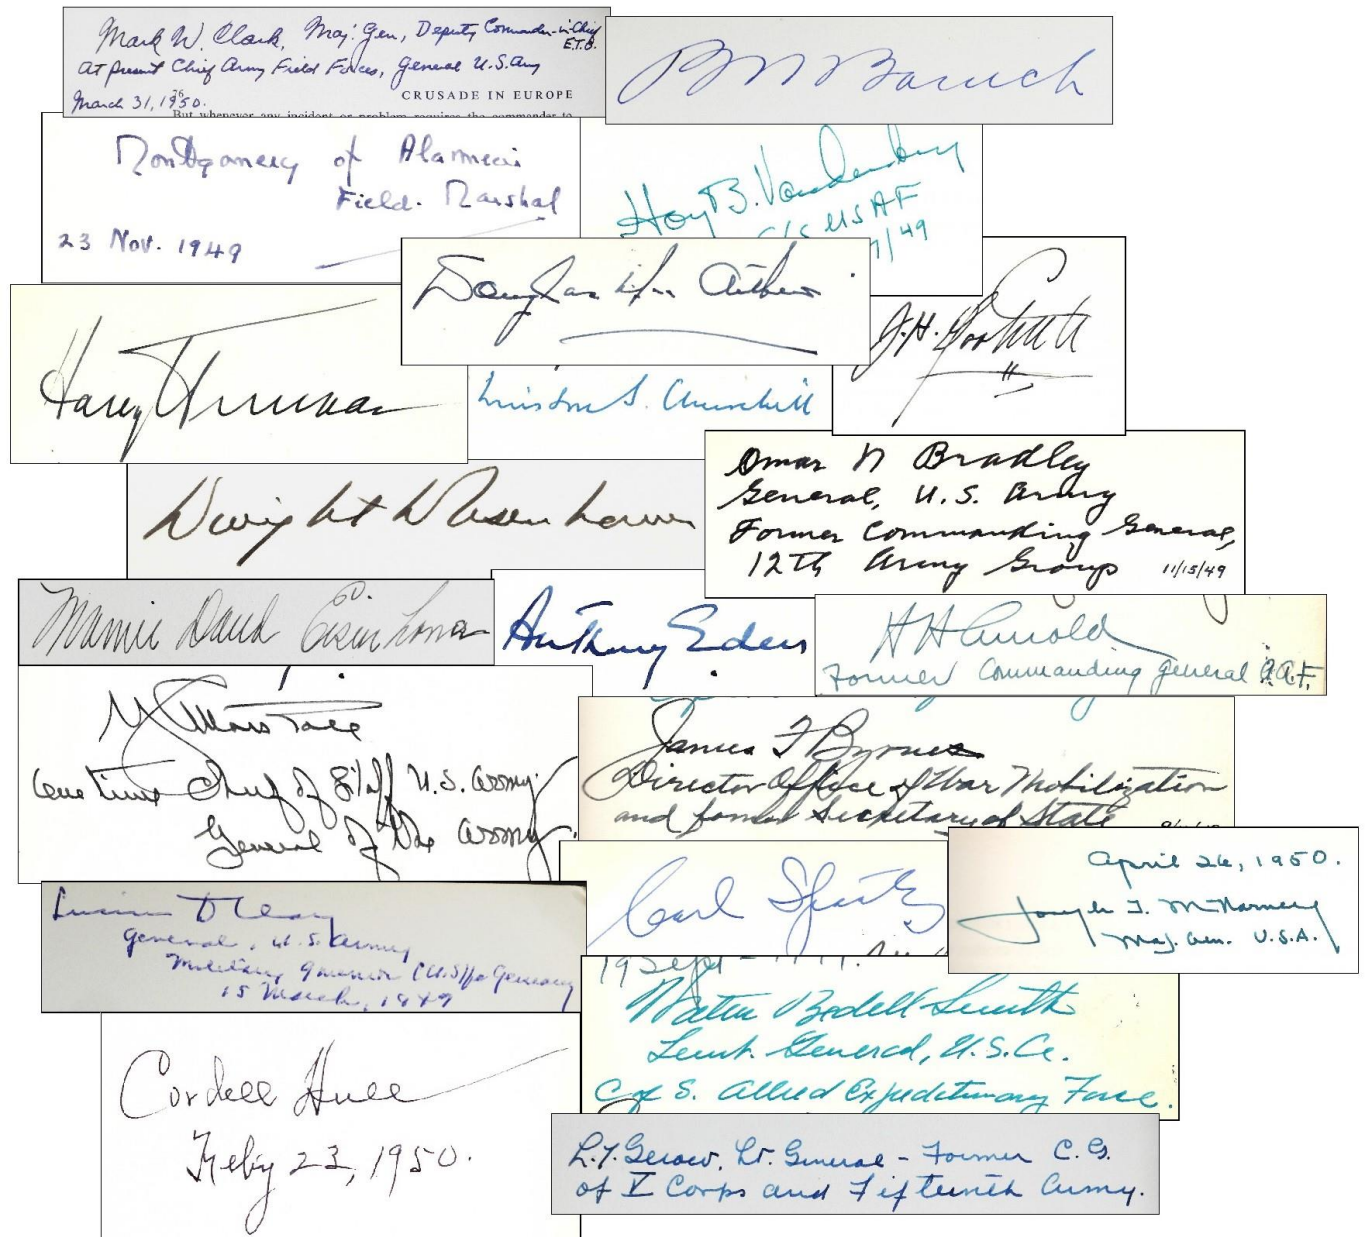 Mark W. Clark, Maj. Gen, Deputy Commander-in-Chief
E.T.O.
At present Chief Army Field Forces, General U.S. Army
March 31, 1950.
76
CRUSADE IN EUROPE
But whenever any incident or problem requires the commander to
B M Baruch
Montgomery of Alamein
Field-Marshal
23 Nov. 1949
Hoyt S. Vandenberg
C/S USAF
/49
Douglas MacArthur
Harry Truman
Winston S. Churchill
J.H.
Dwight D Eisenhower
Omar N Bradley
General, U.S. Army
Former Commanding General,
12th Army Group 11/15/49
Mamie Doud Eisenhower
Anthony Eden
H H Arnold
Former Commanding General A.A.F.
G C Marshall
one time Chief of Staff U.S. Army
General of the Army
James F Byrnes
Director Office of War Mobilization
and former Secretary of State
Carl Spaatz
April 26, 1950.
Joseph T. McNarney
Maj. Gen. U.S.A.
Lucius D Clay
General, U.S. Army
Military Governor (U.S) for Germany
15 March, 1949
19 Sept
Walter Bedell Smith
Lieut. General, U.S.A.
C of S. Allied Expeditionary Force.
Cordell Hull
Feby 23, 1950.
L.T. Gerow, Lt. General - Former C.G.
of V Corps and Fifteenth Army.